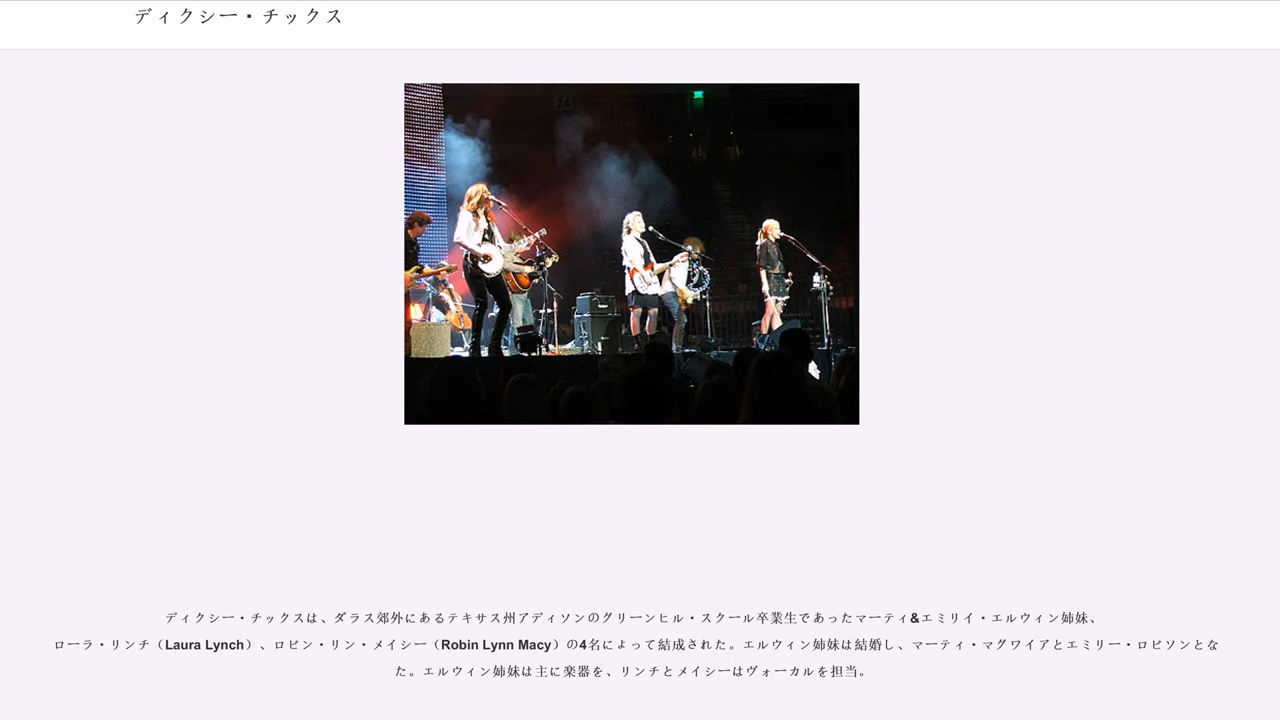 ディクシー・チックス
ディクシー・チックスは、ダラス郊外にあるテキサス州アディソンのグリーンヒル・スクール卒業生であったマーティ&エミリイ・エルウィン姉妹、
ローラ・リンチ（Laura Lynch）、ロビン・リン・メイシー（Robin Lynn Macy）の4名によって結成された。エルウィン姉妹は結婚し、マーティ・マグワイアとエミリー・ロビソンとな
た。エルウィン姉妹は主に楽器を、リンチとメイシーはヴォーカルを担当。